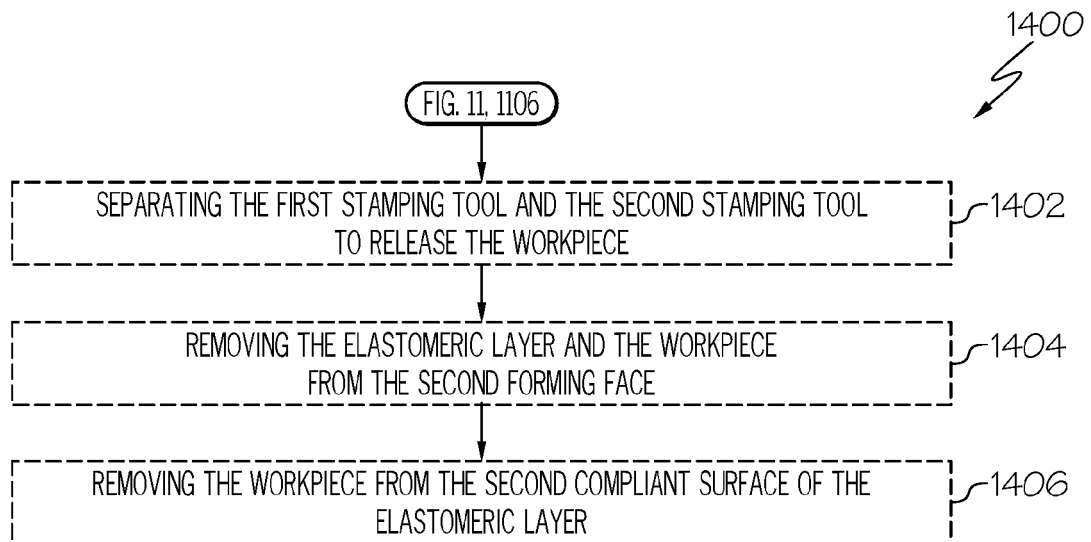 1400
FIG. 11, 1106
SEPARATING THE FIRST STAMPING TOOL AND THE SECOND STAMPING TOOL
TO RELEASE THE WORKPIECE
1402
REMOVING THE ELASTOMERIC LAYER AND THE WORKPIECE
FROM THE SECOND FORMING FACE
1404
REMOVING THE WORKPIECE FROM THE SECOND COMPLIANT SURFACE OF THE
ELASTOMERIC LAYER
1406